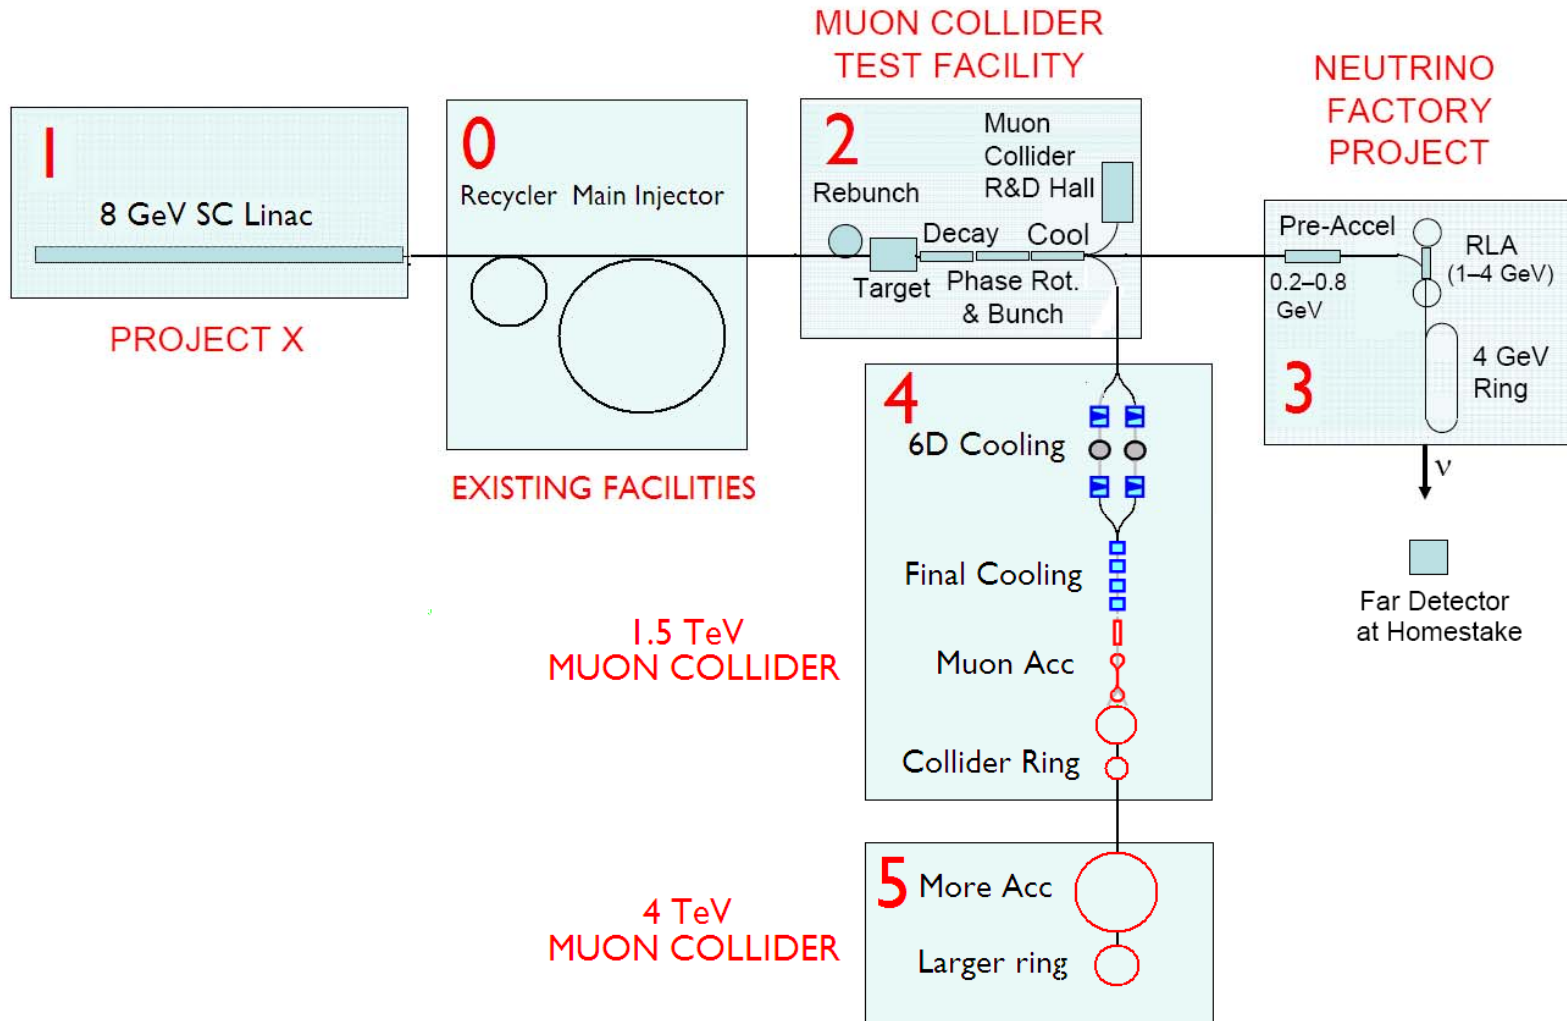 MUON COLLIDER
TEST FACILITY
NEUTRINO
FACTORY
PROJECT
1
8 GeV SC Linac
PROJECT X
0
Recycler Main Injector
EXISTING FACILITIES
2
Muon
Collider
R&D Hall
Rebunch
Decay
Cool
Target
Phase Rot.
& Bunch
Pre-Accel
0.2–0.8
GeV
RLA
(1–4 GeV)
3
4 GeV
Ring
ν
Far Detector
at Homestake
4
6D Cooling
Final Cooling
1.5 TeV
MUON COLLIDER
Muon Acc
Collider Ring
5
More Acc
4 TeV
MUON COLLIDER
Larger ring